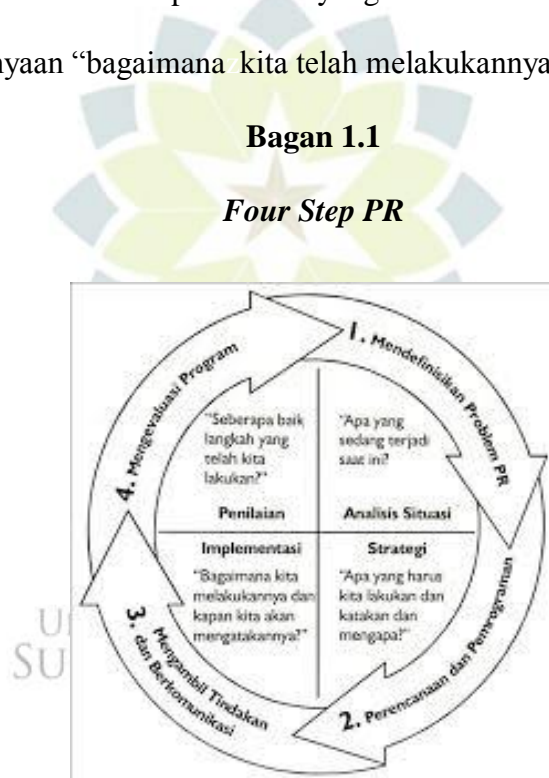 nyaan “bagaimana kita telah melakukannya
Bagan 1.1
Four Step PR
1. Mendefinisikan Problem PR
"Apa yang
sedang terjadi
saat ini?
Analisis Situasi
2. Perencanaan dan Pemrograman
Strategi
"Apa yang harus
kita lakukan dan
katakan dan
mengapa?"
3. Mengambil Tindakan
dan Berkomunikasi
Implementasi
"Bagaimana kita
melakukannya dan
kapan kita akan
mengatakannya?"
4. Mengevaluasi Program
"Seberapa baik
langkah yang
telah kita
lakukan?"
Penilaian
SU